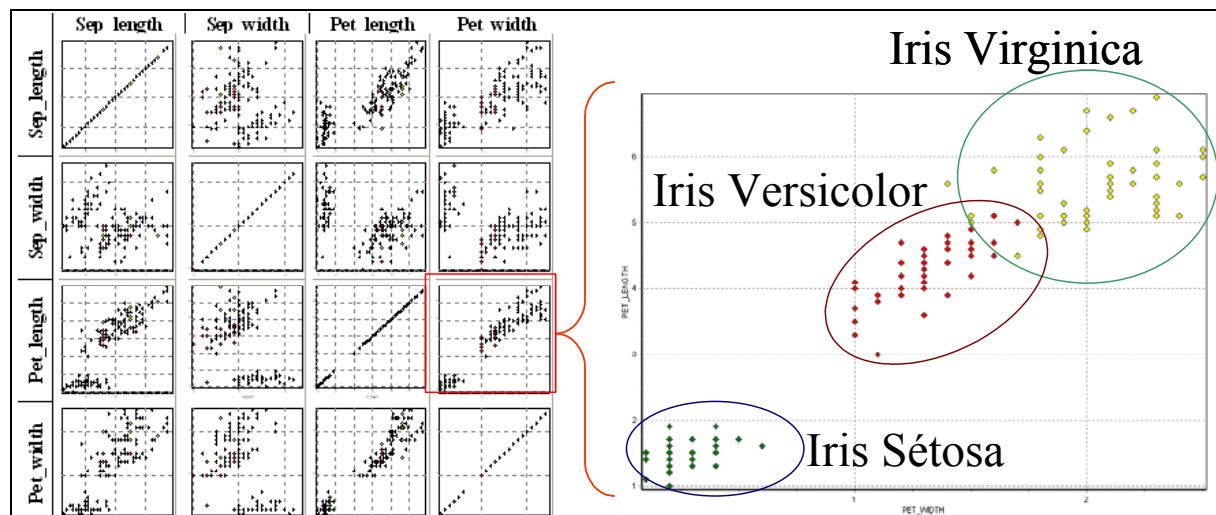 Sep length Sep width Pet length Pet width
Sep_length
Sep_width
Pet_length
Pet_width
Iris Virginica
Iris Versicolor
Iris Sétosa
PET_LENGTH
6
5
4
3
2
1
1 2
PET_WIDTH